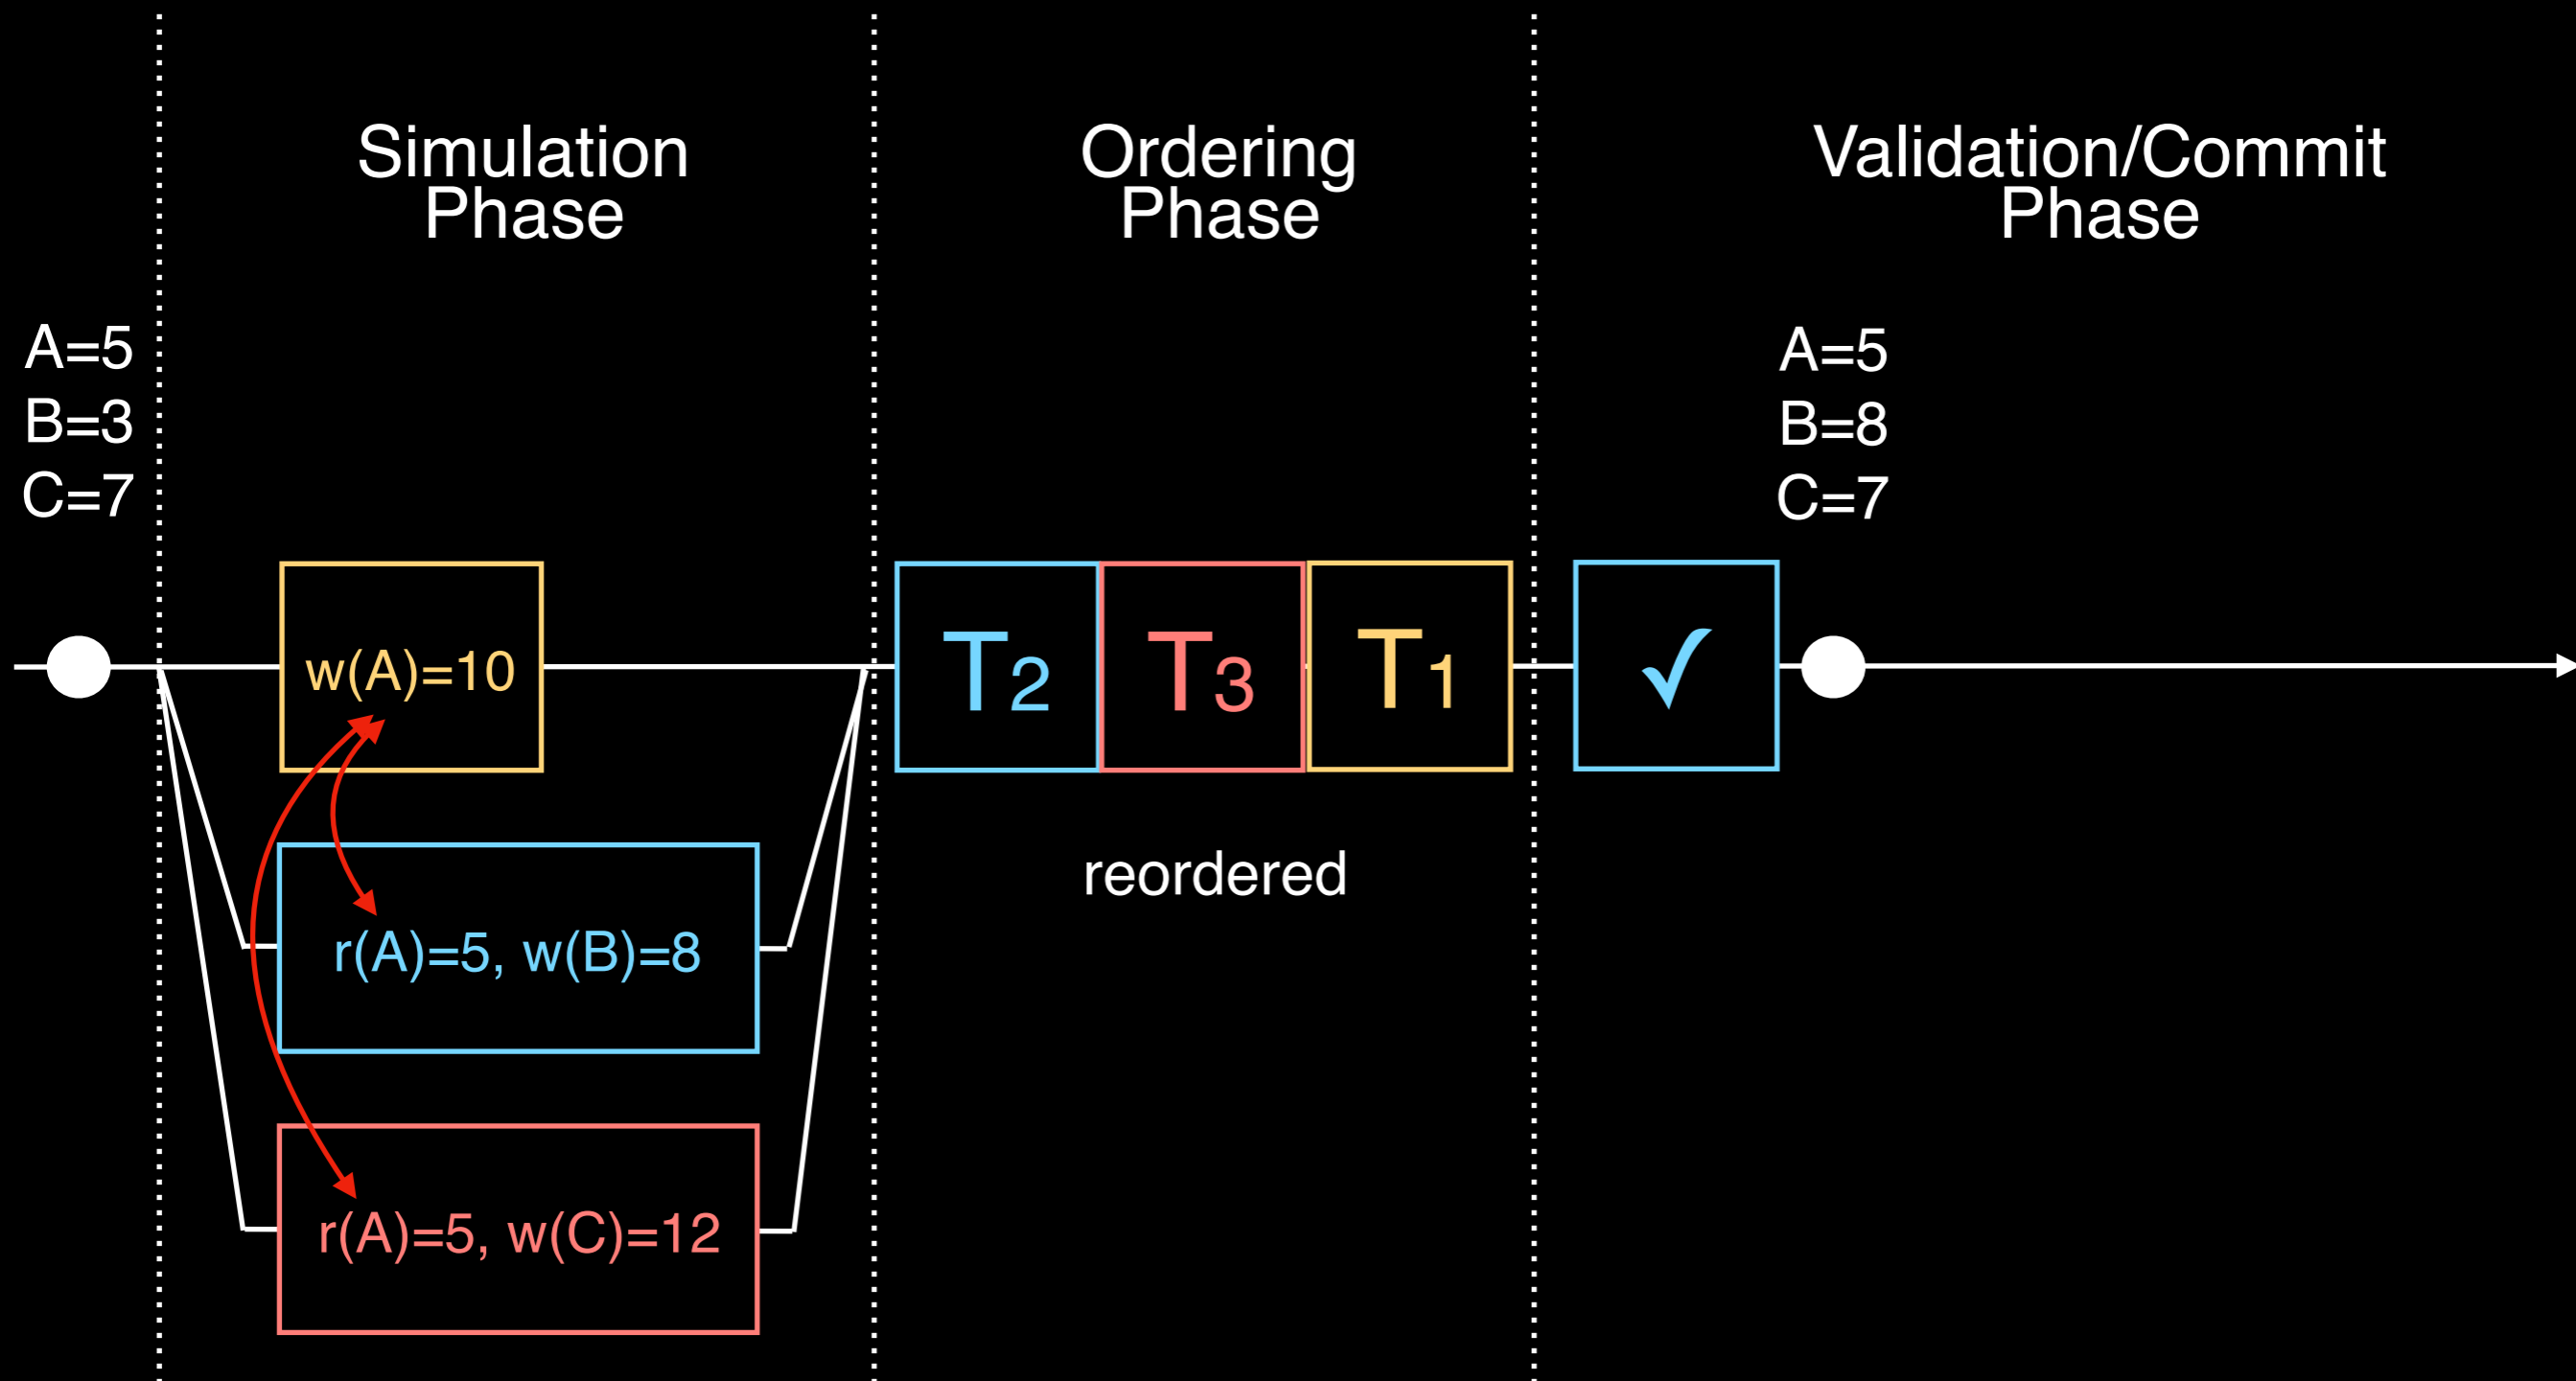 Simulation
Phase
Ordering
Phase
Validation/Commit
Phase
A=5
B=3
C=7
A=5
B=8
C=7
w(A)=10
T2
T3
T1
✓
reordered
r(A)=5, w(B)=8
r(A)=5, w(C)=12